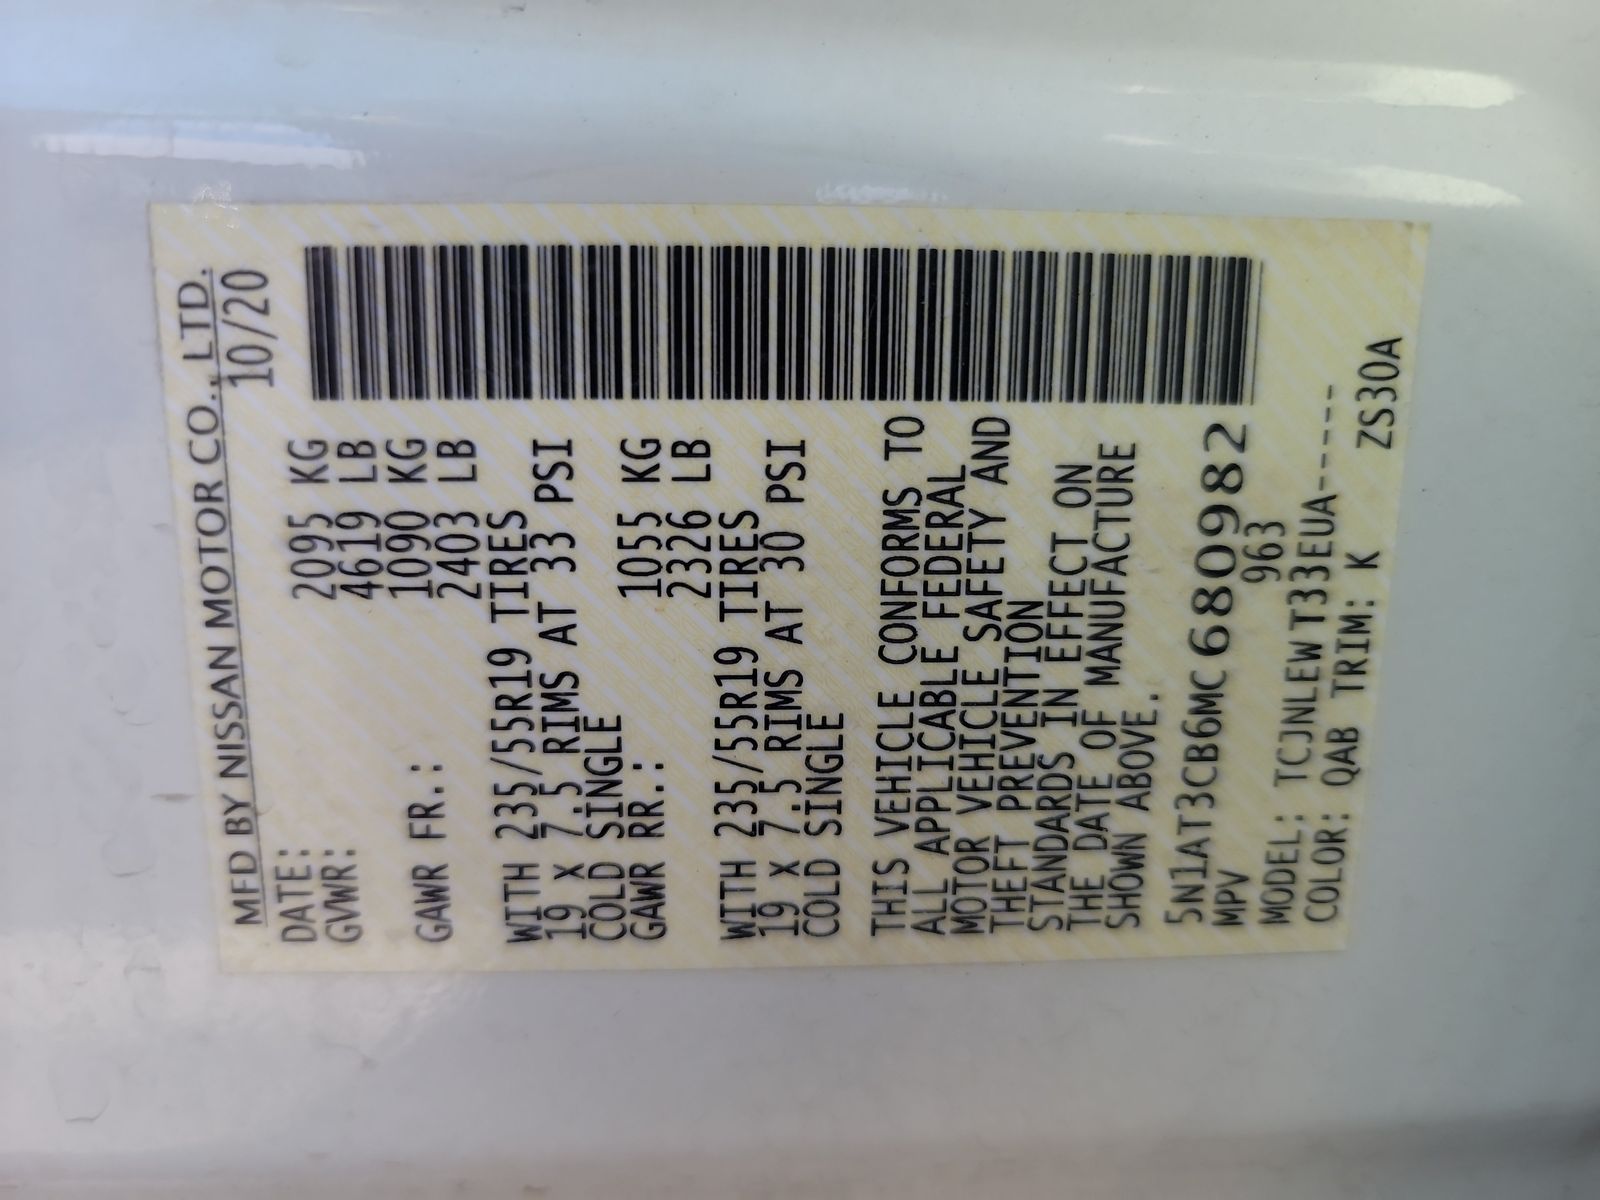 MFD BY NISSAN MOTOR CO., LTD.
DATE: 10/20
GVWR: 2095 KG
4619 LB
GAWR FR.: 1090 KG
2403 LB
WITH 235/55R19 TIRES
19 X 7.5 RIMS AT 33 PSI
COLD SINGLE
GAWR RR.: 1055 KG
2326 LB
WITH 235/55R19 TIRES
19 X 7.5 RIMS AT 30 PSI
COLD SINGLE
THIS VEHICLE CONFORMS TO
ALL APPLICABLE FEDERAL
MOTOR VEHICLE SAFETY AND
THEFT PREVENTION
STANDARDS IN EFFECT ON
THE DATE OF MANUFACTURE
SHOWN ABOVE.
5N1AT3CB6MC680982
MPV 963
MODEL: TCJNLEWT33EUA-----
COLOR: QAB TRIM: K ZS30A